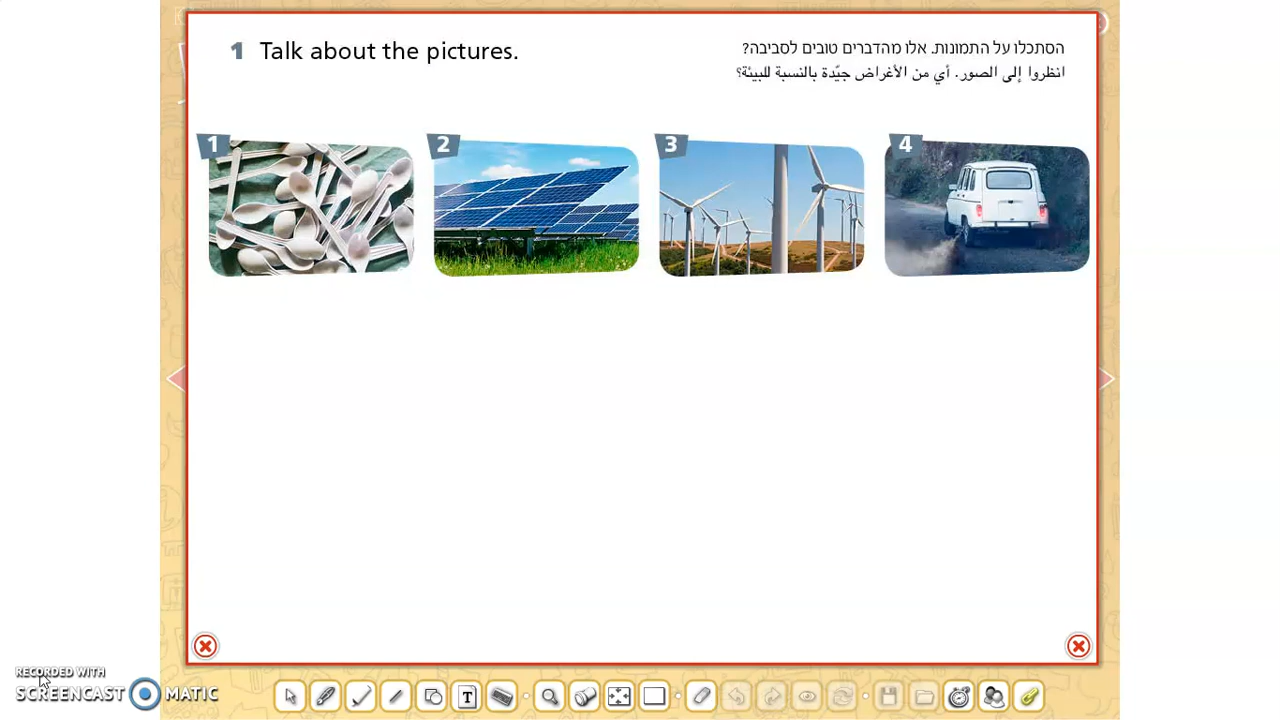 1 Talk about the pictures.
הסתכלו על התמונות. אלו מהדברים טובים לסביבה?
انظروا إلى الصور. أي من الأغراض جيّدة بالنسبة للبيئة؟
1
2
3
4
RECORDED WITH
SCREENCAST MATIC
T